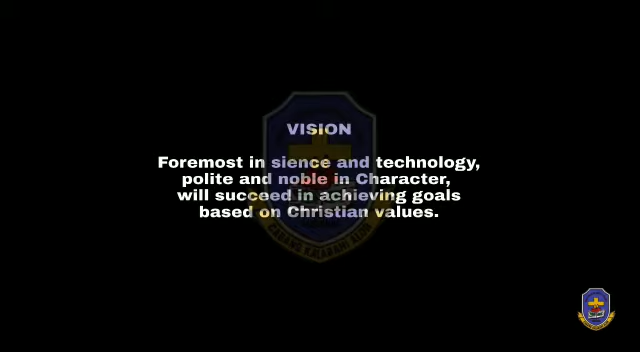 VISION
Foremost in sience and technology,
polite and noble in Character,
will succeed in achieving goals
based on Christian values.